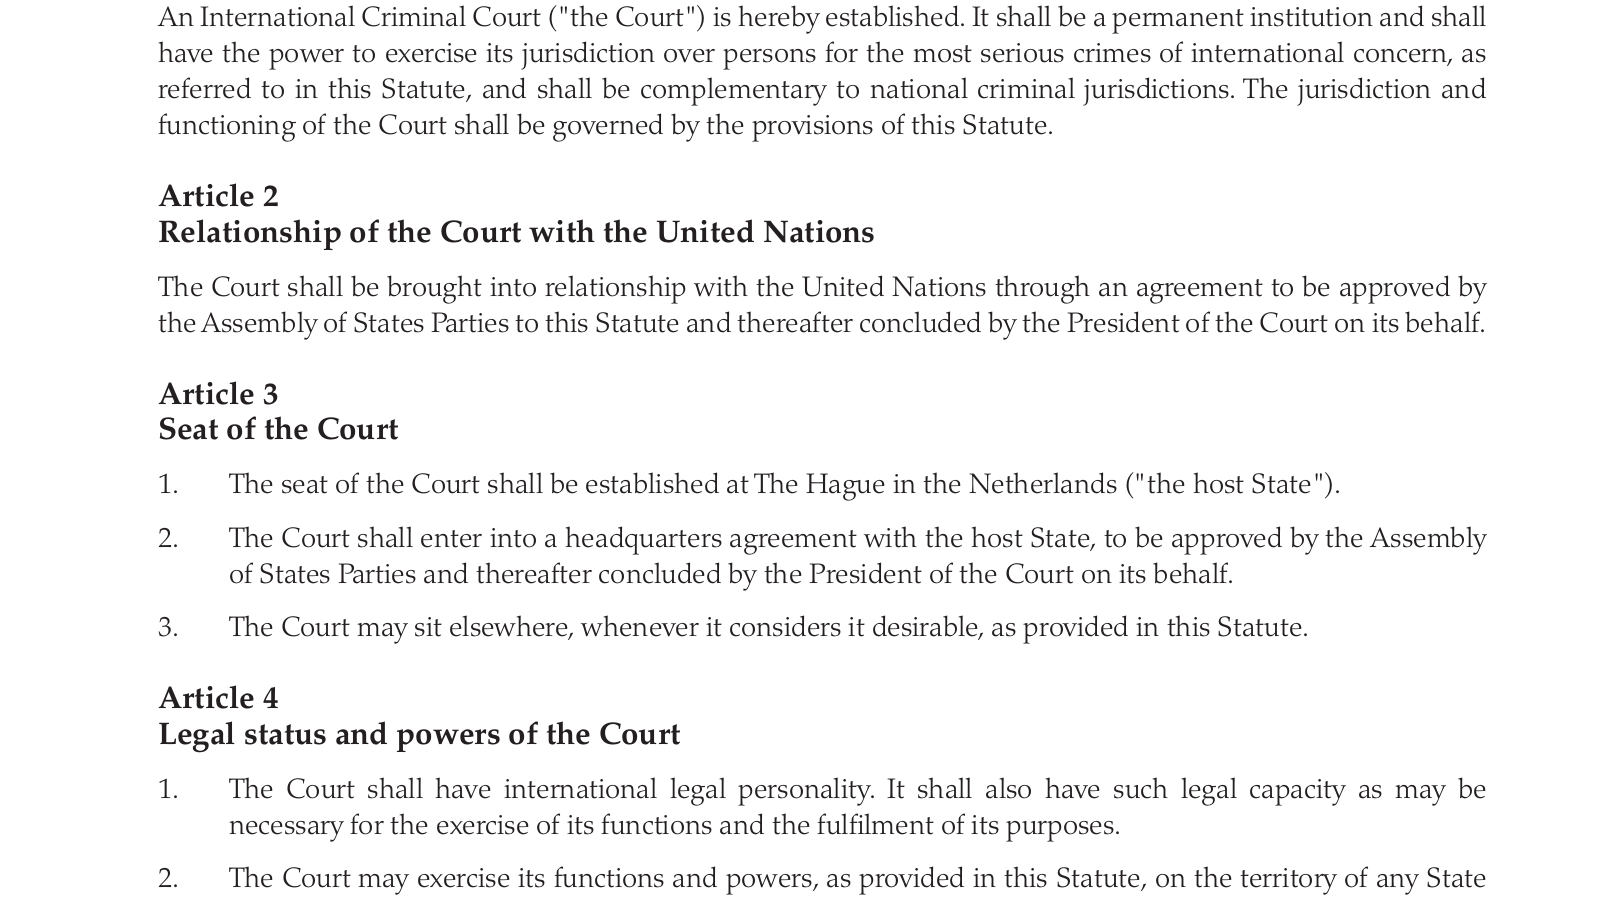 An International Criminal Court ("the Court") is hereby established. It shall be a permanent institution and shall
have the power to exercise its jurisdiction over persons for the most serious crimes of international concern, as
referred to in this Statute, and shall be complementary to national criminal jurisdictions. The jurisdiction and
functioning of the Court shall be governed by the provisions of this Statute.
Article 2
Relationship of the Court with the United Nations
The Court shall be brought into relationship with the United Nations through an agreement to be approved by
the Assembly of States Parties to this Statute and thereafter concluded by the President of the Court on its behalf.
Article 3
Seat of the Court
1. The seat of the Court shall be established at The Hague in the Netherlands ("the host State").
2. The Court shall enter into a headquarters agreement with the host State, to be approved by the Assembly
of States Parties and thereafter concluded by the President of the Court on its behalf.
3. The Court may sit elsewhere, whenever it considers it desirable, as provided in this Statute.
Article 4
Legal status and powers of the Court
1. The Court shall have international legal personality. It shall also have such legal capacity as may be
necessary for the exercise of its functions and the fulfilment of its purposes.
2. The Court may exercise its functions and powers, as provided in this Statute, on the territory of any State